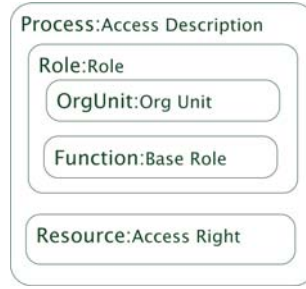 Process:Access Description
Role:Role
OrgUnit:Org Unit
Function:Base Role
Resource:Access Right